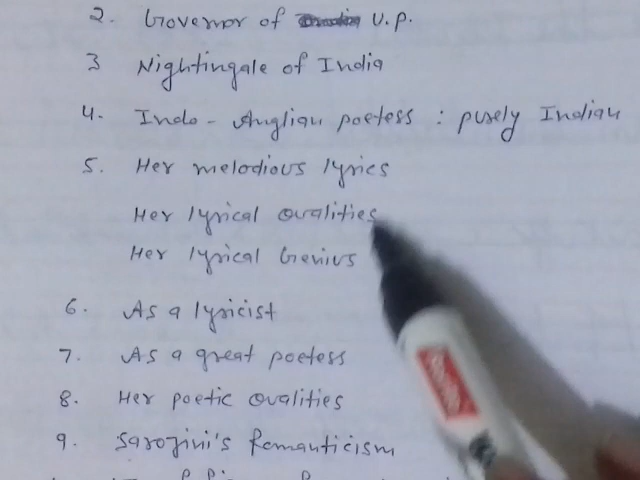 2. Governor of U.P.
3 Nightingale of India
4. Indo - Anglian poetess : purely Indian
5. Her melodious lyrics
Her lyrical Qualities
Her lyrical Genius
6. As a lyricist
7. As a great poetess
8. Her poetic Qualities
9. Sarojini's Romanticism